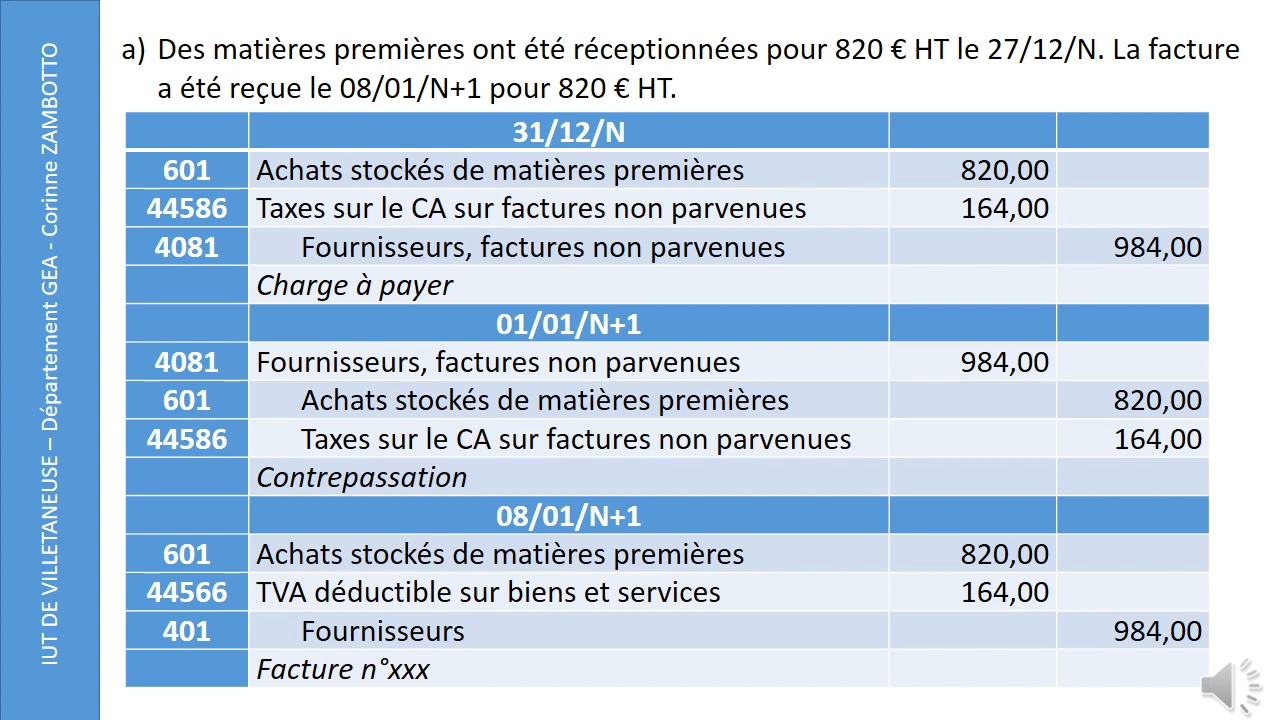 IUT DE VILLETANEUSE – Département GEA - Corinne ZAMBOTTO
a) Des matières premières ont été réceptionnées pour 820 € HT le 27/12/N. La facture
a été reçue le 08/01/N+1 pour 820 € HT.
31/12/N
601 Achats stockés de matières premières 820,00
44586 Taxes sur le CA sur factures non parvenues 164,00
4081 Fournisseurs, factures non parvenues 984,00
Charge à payer
01/01/N+1
4081 Fournisseurs, factures non parvenues 984,00
601 Achats stockés de matières premières 820,00
44586 Taxes sur le CA sur factures non parvenues 164,00
Contrepassation
08/01/N+1
601 Achats stockés de matières premières 820,00
44566 TVA déductible sur biens et services 164,00
401 Fournisseurs 984,00
Facture n°xxx